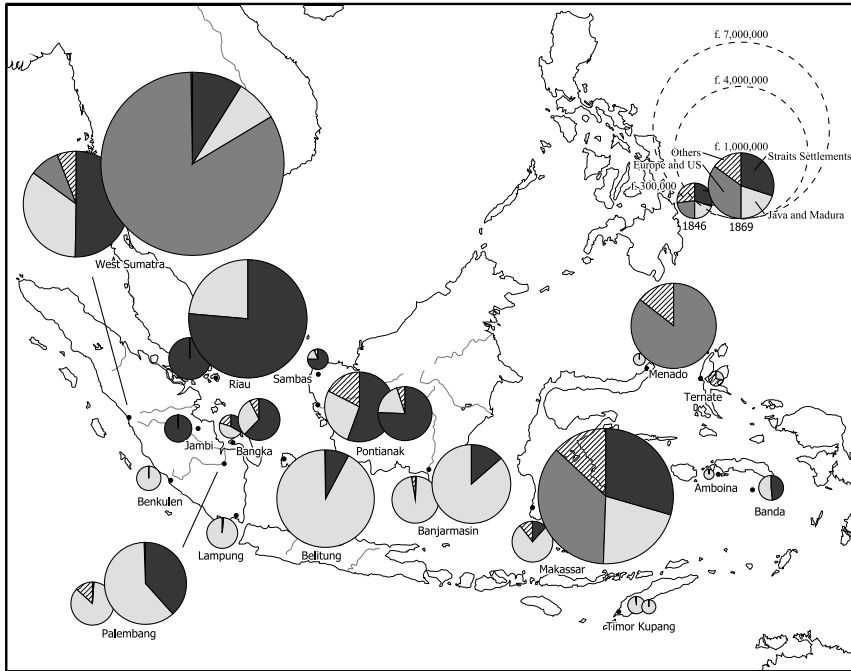 f. 7,000,000
f. 4,000,000
f. 1,000,000
Others
Straits Settlements
Europe and US
f. 300,000
Java and Madura
1846
1869
West Sumatra
Riau
Sambas
Menado
Ternate
Jambi
Bangka
Pontianak
Benkulen
Amboina
Banda
Lampung
Belitung
Banjarmasin
Makassar
Palembang
Timor Kupang